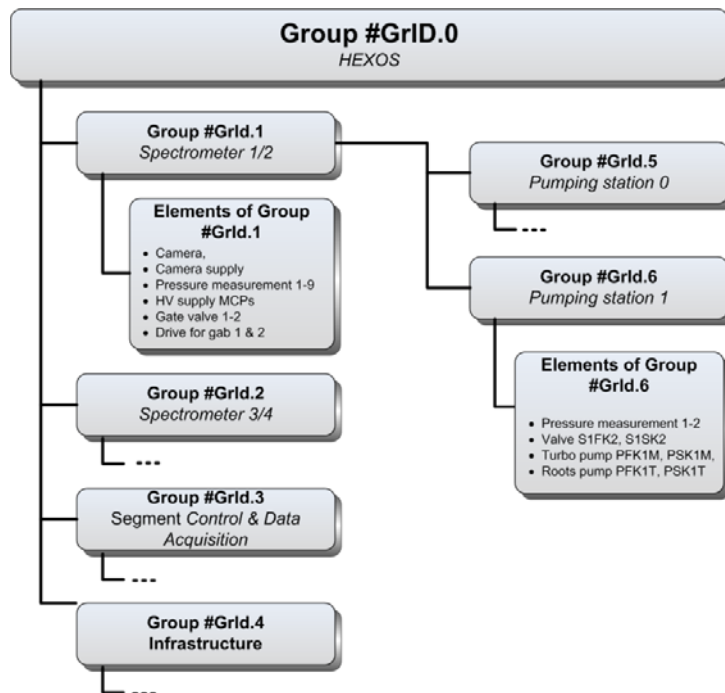 Group #GrID.0
HEXOS
Group #GrId.1
Spectrometer 1/2
Elements of Group
#GrId.1
• Camera,
• Camera supply
• Pressure measurement 1-9
• HV supply MCPs
• Gate valve 1-2
• Drive for gab 1 & 2
Group #GrId.2
Spectrometer 3/4
---
Group #GrId.3
Segment Control & Data
Acquisition
---
Group #GrId.4
Infrastructure
---
Group #GrId.5
Pumping station 0
---
Group #GrId.6
Pumping station 1
Elements of Group
#GrId.6
• Pressure measurement 1-2
• Valve S1FK2, S1SK2
• Turbo pump PFK1M, PSK1M,
• Roots pump PFK1T, PSK1T